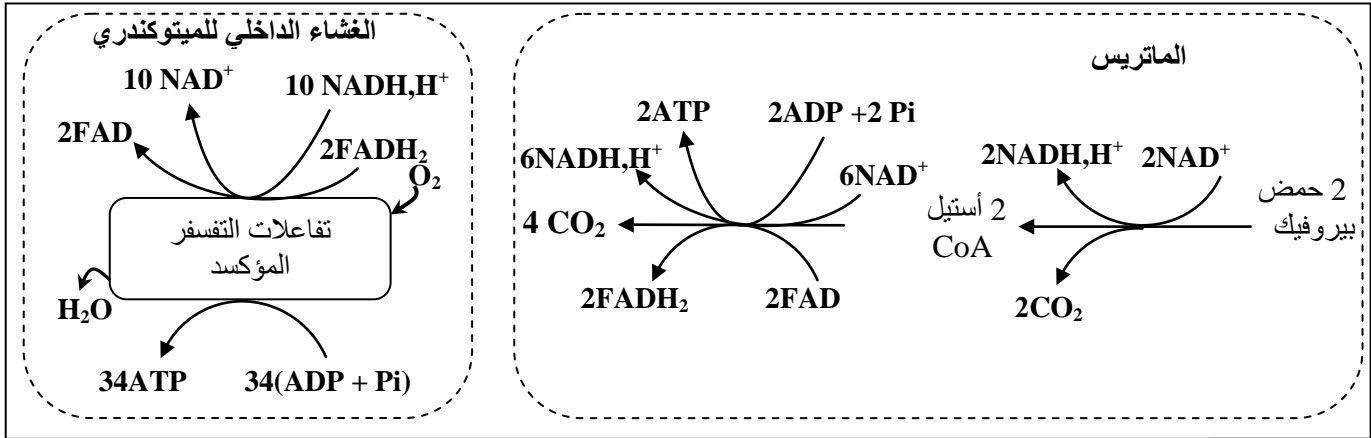 الغشاء الداخلي للميتوكندري
10 NAD⁺
10 NADH,H⁺
2FAD
2FADH₂
O₂
تفاعلات التفسفر
المؤكسد
H₂O
34ATP
34(ADP + Pi)
الماتريس
2ATP
2ADP +2 Pi
6NADH,H⁺
6NAD⁺
4 CO₂
2FADH₂
2FAD
2 أستيل
CoA
2NADH,H⁺
2NAD⁺
2CO₂
2 حمض
بيروفيك